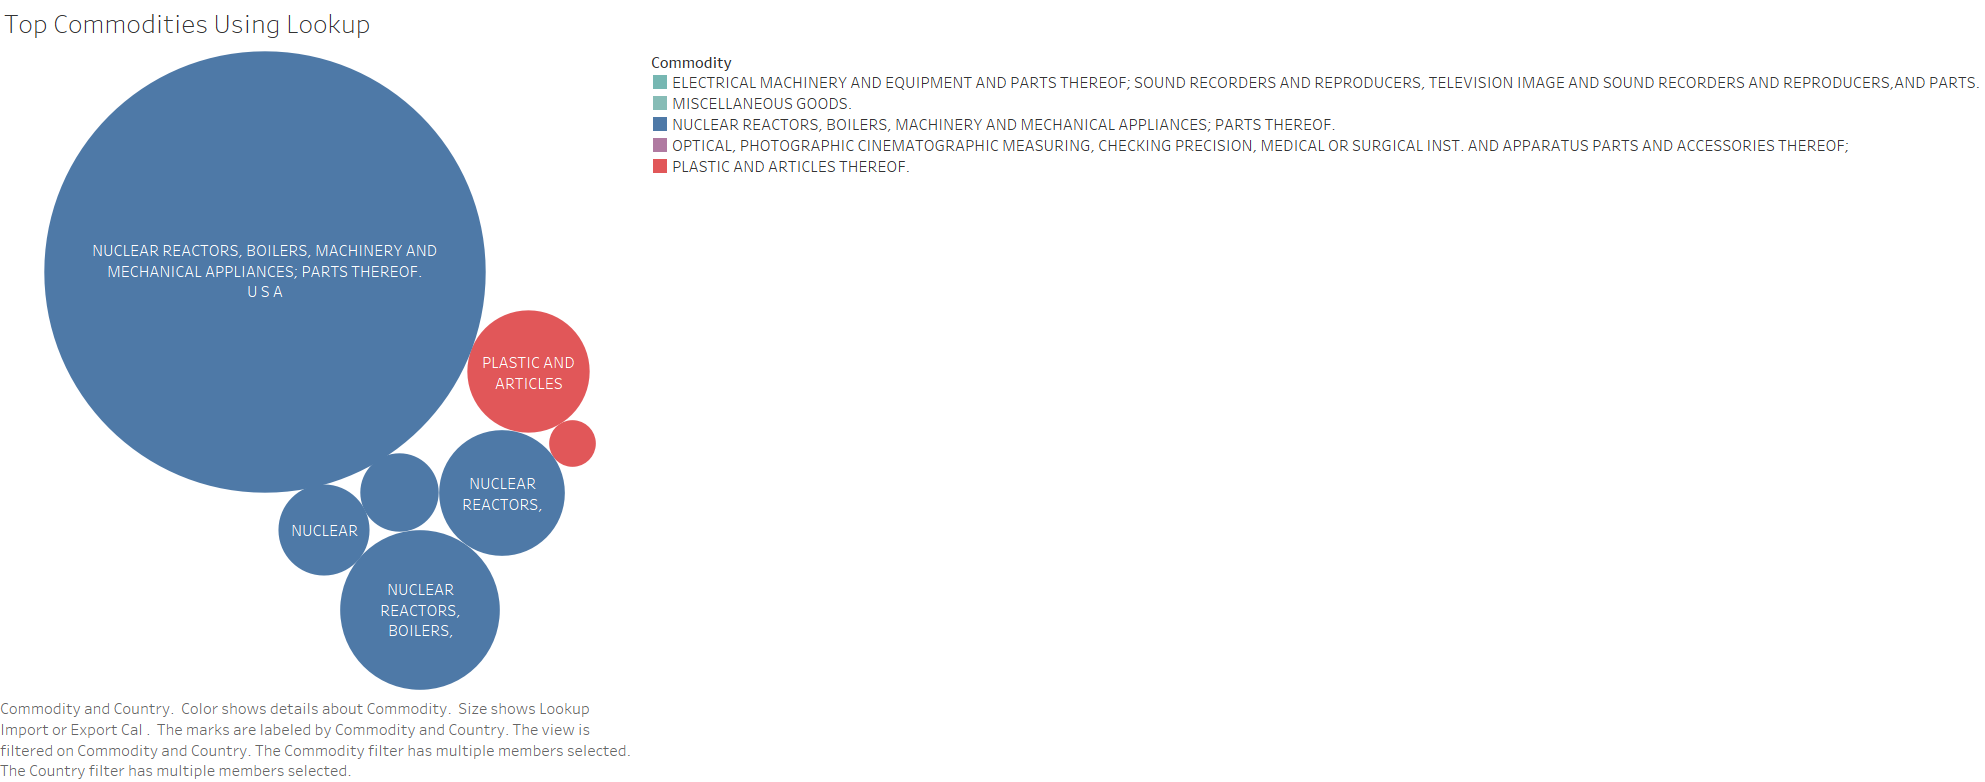 Top Commodities Using Lookup
Commodity
ELECTRICAL MACHINERY AND EQUIPMENT AND PARTS THEREOF; SOUND RECORDERS AND REPRODUCERS, TELEVISION IMAGE AND SOUND RECORDERS AND REPRODUCERS,AND PARTS.
MISCELLANEOUS GOODS.
NUCLEAR REACTORS, BOILERS, MACHINERY AND MECHANICAL APPLIANCES; PARTS THEREOF.
OPTICAL, PHOTOGRAPHIC CINEMATOGRAPHIC MEASURING, CHECKING PRECISION, MEDICAL OR SURGICAL INST. AND APPARATUS PARTS AND ACCESSORIES THEREOF;
PLASTIC AND ARTICLES THEREOF.
NUCLEAR REACTORS, BOILERS, MACHINERY AND
MECHANICAL APPLIANCES; PARTS THEREOF.
U S A
PLASTIC AND
ARTICLES
NUCLEAR
REACTORS,
NUCLEAR
NUCLEAR
REACTORS,
BOILERS,
Commodity and Country.  Color shows details about Commodity.  Size shows Lookup
Import or Export Cal .  The marks are labeled by Commodity and Country. The view is
filtered on Commodity and Country. The Commodity filter has multiple members selected.
The Country filter has multiple members selected.